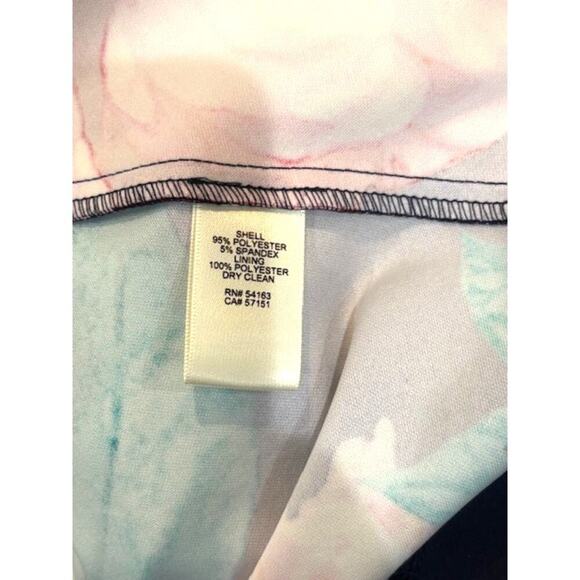 SHELL
95% POLYESTER
5% SPANDEX
LINING
100% POLYESTER
DRY CLEAN
RN# 54163
CA# 57151